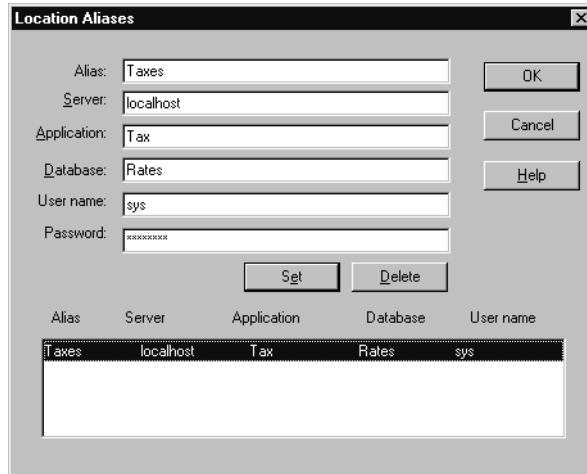 Location Aliases
Alias: Taxes
OK
Server: localhost
Application: Tax
Cancel
Database: Rates
Help
User name: sys
Password: xxxxxxxx
Set Delete
Alias Server Application Database User name
Taxes localhost Tax Rates sys